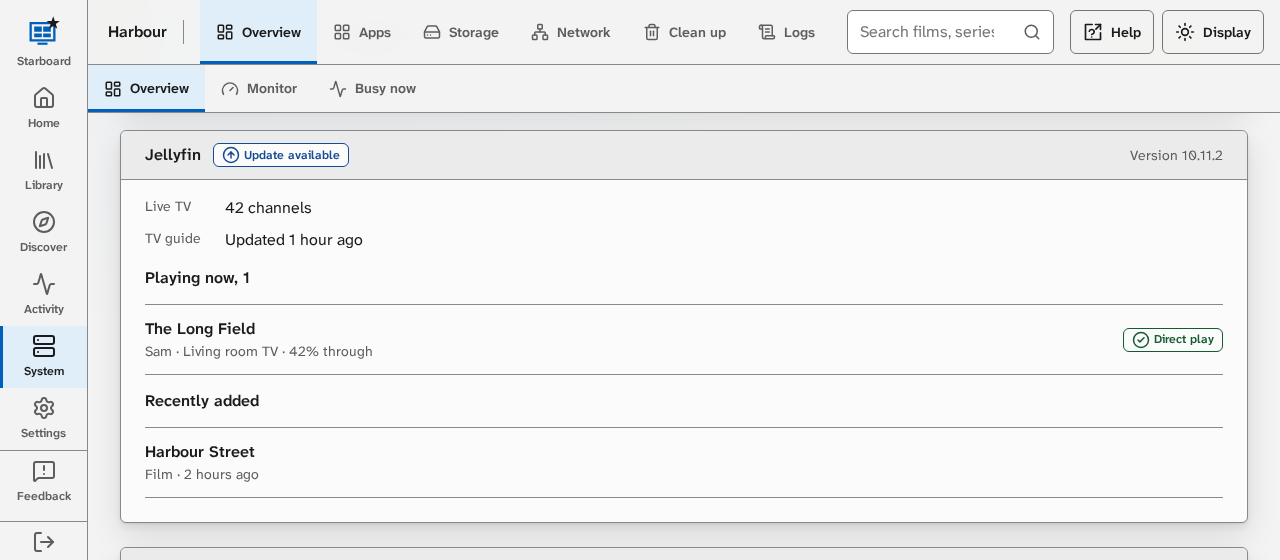 Starboard
Home
Library
Discover
Activity
System
Settings
Feedback
Harbour
Overview
Apps
Storage
Network
Clean up
Logs
Search films, series
Help
Display
Overview
Monitor
Busy now
Jellyfin
Update available
Version 10.11.2
Live TV
42 channels
TV guide
Updated 1 hour ago
Playing now, 1
The Long Field
Sam · Living room TV · 42% through
Direct play
Recently added
Harbour Street
Film · 2 hours ago